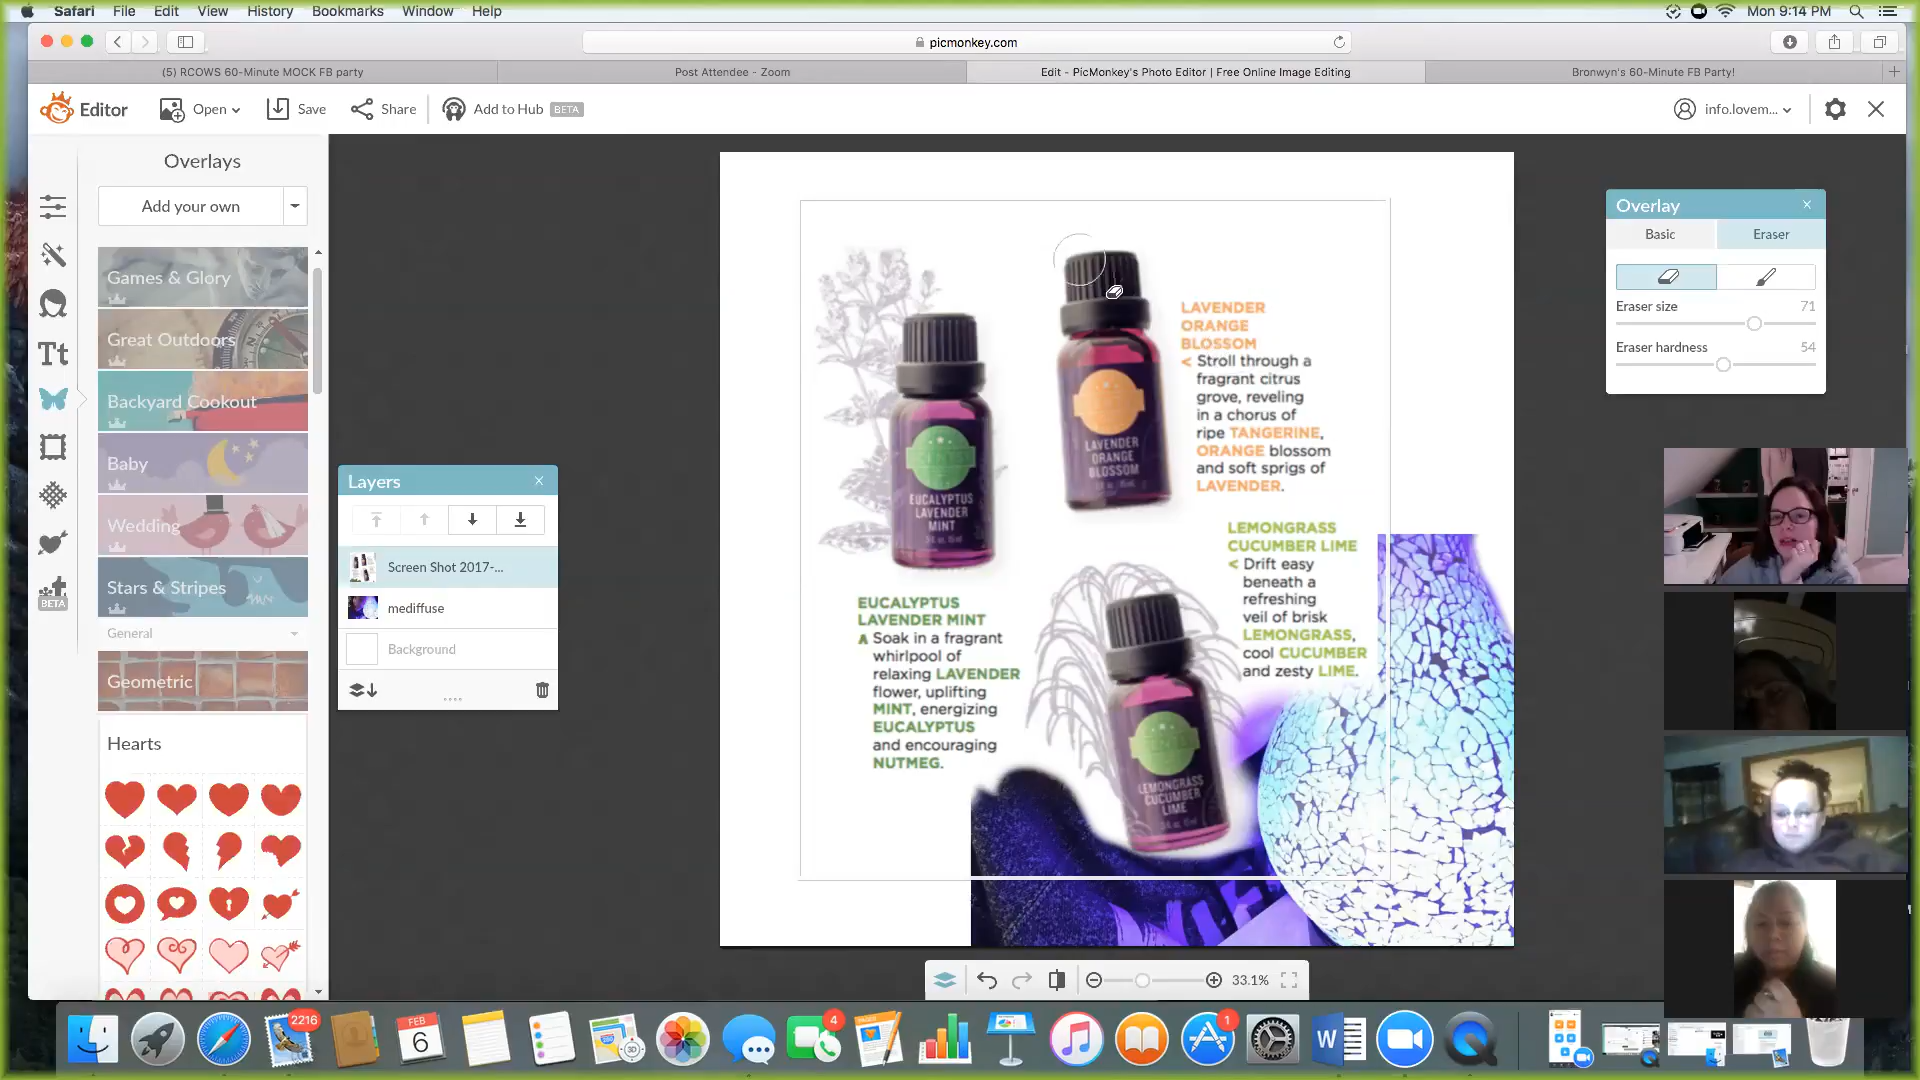 Safari File Edit View History Bookmarks Window Help
Mon 9:14 PM
picmonkey.com
(5) RCOWS 60-Minute MOCK FB party
Post Attendee - Zoom
Edit - PicMonkey's Photo Editor | Free Online Image Editing
Bronwyn's 60-Minute FB Party!
Editor
Open
Save
Share
Add to Hub BETA
info.lovem...
Overlays
Add your own
Games & Glory
Great Outdoors
Backyard Cookout
Baby
Wedding
Stars & Stripes
General
Geometric
Hearts
Tt
BETA
Layers
Screen Shot 2017-...
mediffuse
Background
LAVENDER
ORANGE
BLOSSOM
< Stroll through a
fragrant citrus
grove, reveling
in a chorus of
ripe TANGERINE,
ORANGE blossom
and soft sprigs of
LAVENDER.
LAVENDER
ORANGE
BLOSSOM
EUCALYPTUS
LAVENDER
MINT
LEMONGRASS
CUCUMBER LIME
< Drift easy
beneath a
refreshing
veil of brisk
LEMONGRASS,
cool CUCUMBER
and zesty LIME.
EUCALYPTUS
LAVENDER MINT
Soak in a fragrant
whirlpool of
relaxing LAVENDER
flower, uplifting
MINT, energizing
EUCALYPTUS
and encouraging
NUTMEG.
LEMONGRASS
CUCUMBER
LIME
Overlay
Basic
Eraser
Eraser size 71
Eraser hardness 54
33.1%
2216
FEB
6
3D
4
PAGES
1
W